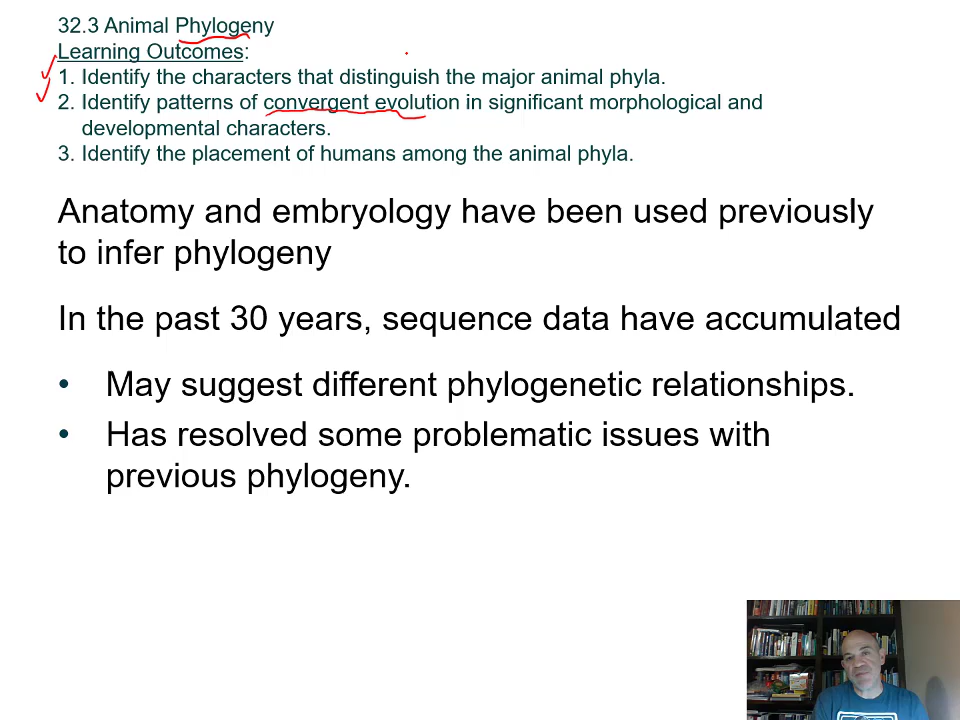 32.3 Animal Phylogeny
Learning Outcomes:
1. Identify the characters that distinguish the major animal phyla.
2. Identify patterns of convergent evolution in significant morphological and
developmental characters.
3. Identify the placement of humans among the animal phyla.
Anatomy and embryology have been used previously
to infer phylogeny
In the past 30 years, sequence data have accumulated
• May suggest different phylogenetic relationships.
• Has resolved some problematic issues with
previous phylogeny.